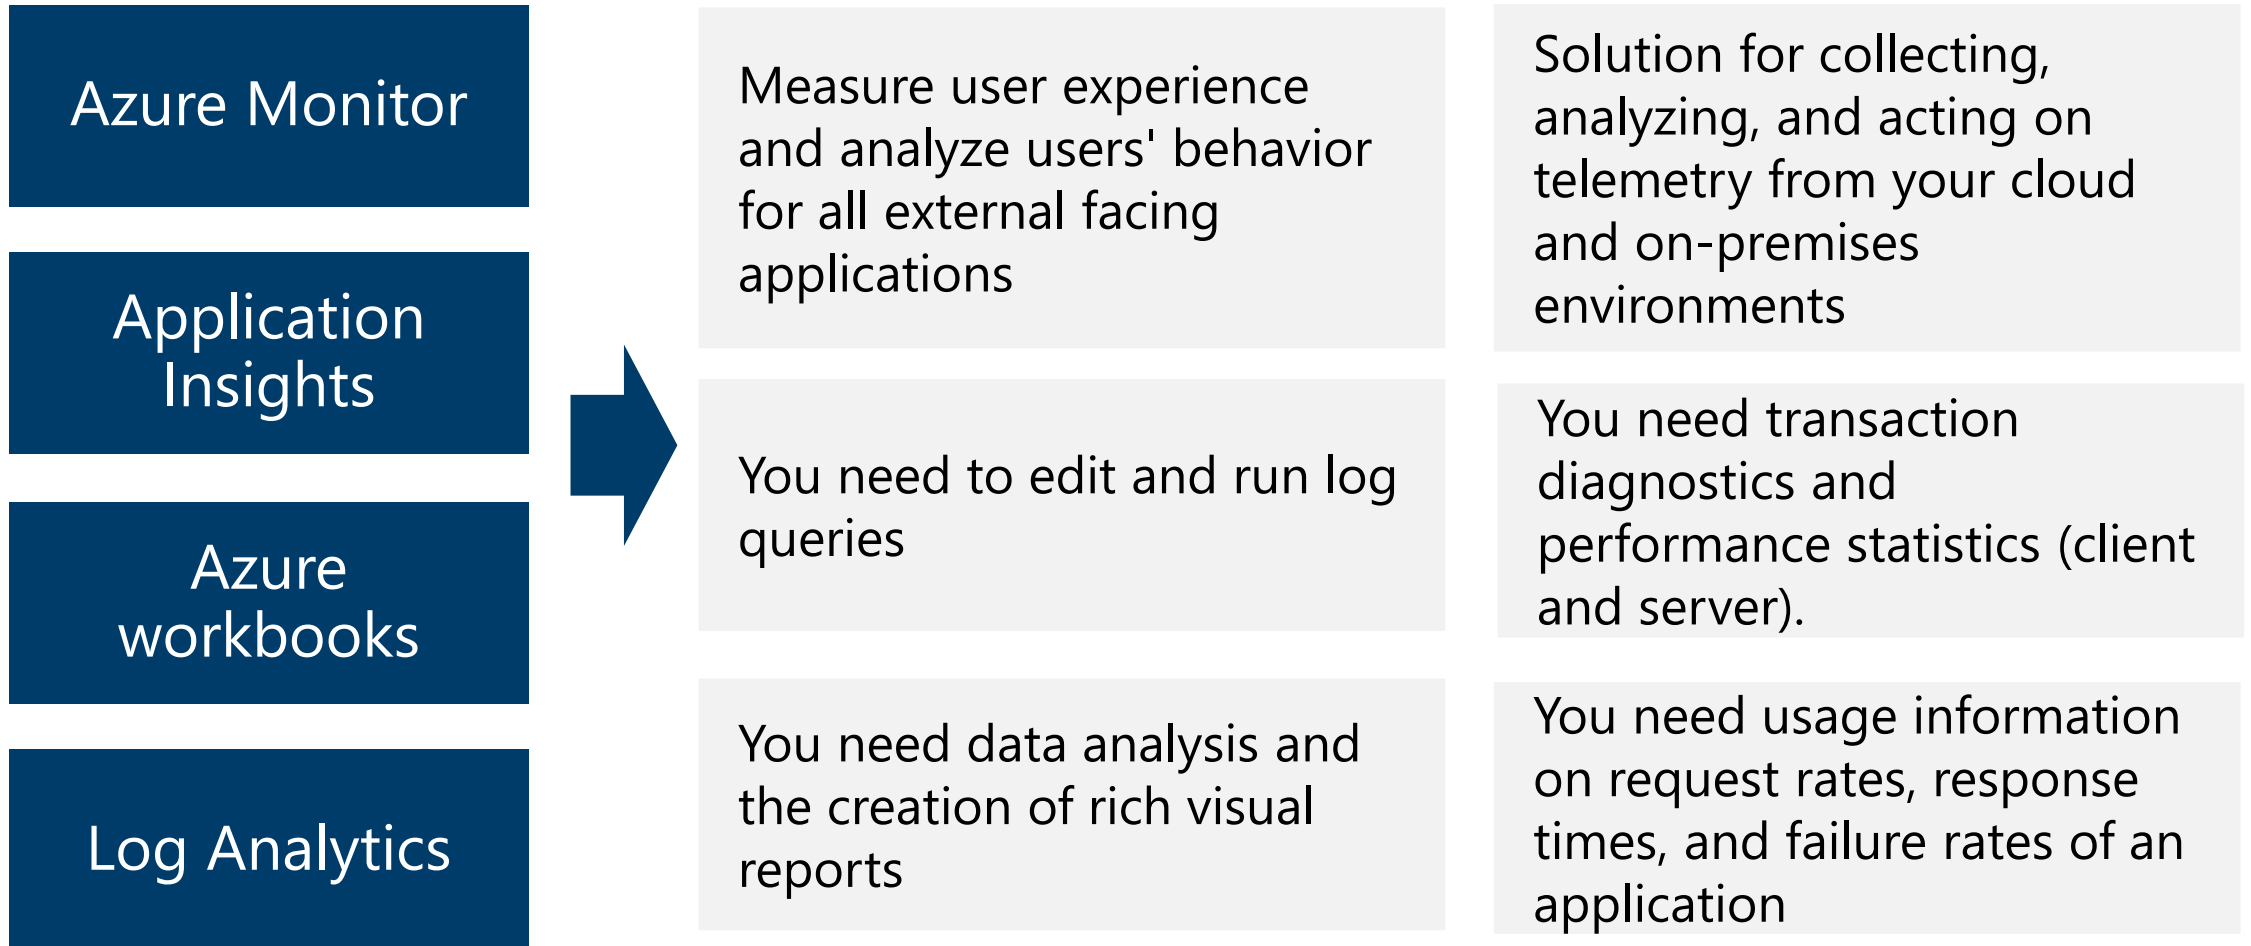 Azure Monitor
Application
Insights
Azure
workbooks
Log Analytics
Measure user experience
and analyze users' behavior
for all external facing
applications
Solution for collecting,
analyzing, and acting on
telemetry from your cloud
and on-premises
environments
You need to edit and run log
queries
You need transaction
diagnostics and
performance statistics (client
and server).
You need data analysis and
the creation of rich visual
reports
You need usage information
on request rates, response
times, and failure rates of an
application